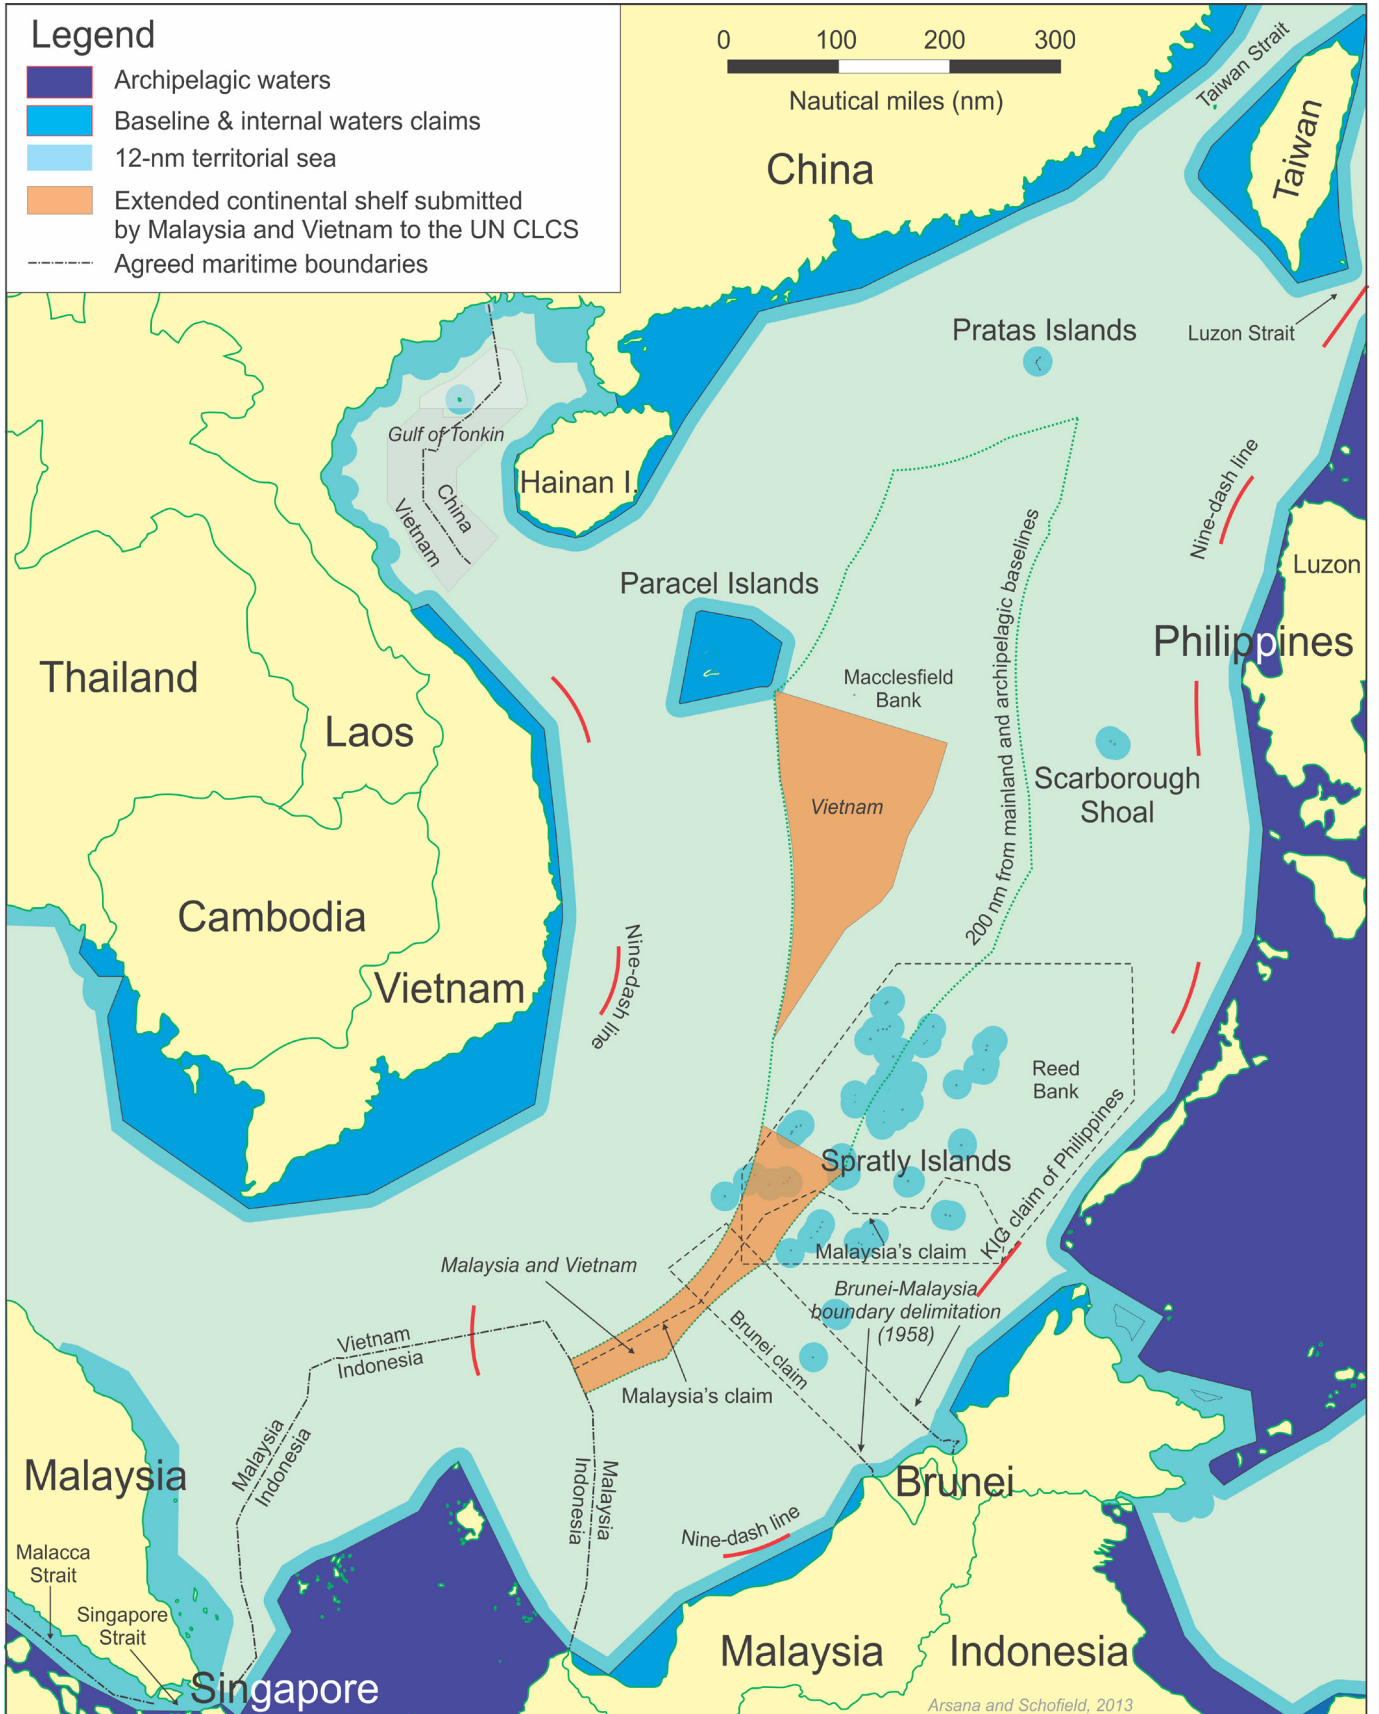 Legend
Archipelagic waters
Baseline & internal waters claims
12-nm territorial sea
Extended continental shelf submitted
by Malaysia and Vietnam to the UN CLCS
Agreed maritime boundaries
0 100 200 300
Nautical miles (nm)
China
Taiwan Strait
Taiwan
Luzon Strait
Pratas Islands
Gulf of Tonkin
Hainan I.
China
Vietnam
Nine-dash line
Luzon
Paracel Islands
Philippines
Thailand
Laos
Macclesfield
Bank
200 nm from mainland and archipelagic baselines
Scarborough
Shoal
Vietnam
Cambodia
Vietnam
Nine-dash line
Reed
Bank
Spratly Islands
KIG claim of Philippines
Malaysia's claim
Malaysia and Vietnam
Brunei-Malaysia
boundary delimitation
(1958)
Vietnam
Indonesia
Brunei claim
Malaysia's claim
Malaysia
Indonesia
Malaysia
Indonesia
Malaysia
Brunei
Nine-dash line
Malacca
Strait
Singapore
Strait
Singapore
Malaysia
Indonesia
Arsana and Schofield, 2013